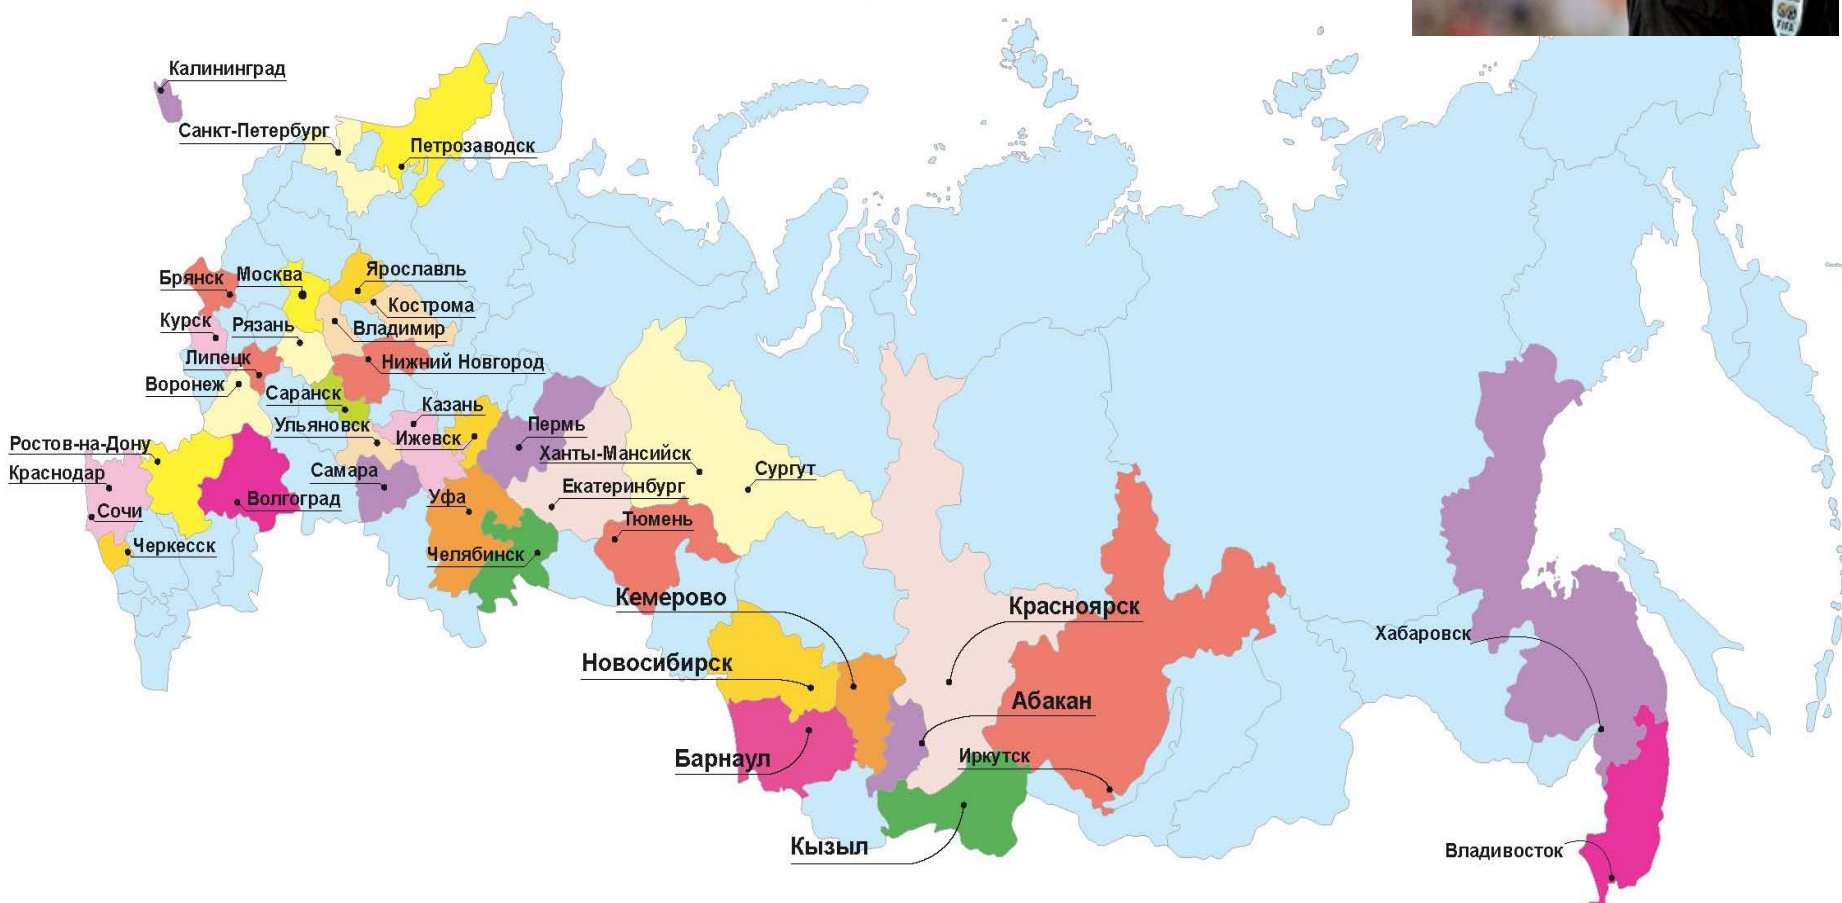 FIFA
Калининград
Санкт-Петербург
Петрозаводск
Брянск
Москва
Ярославль
Кострома
Курск
Рязань
Владимир
Липецк
Нижний Новгород
Воронеж
Саранск
Казань
Ульяновск
Ижевск
Пермь
Ростов-на-Дону
Ханты-Мансийск
Краснодар
Самара
Сургут
Волгоград
Уфа
Екатеринбург
Сочи
Тюмень
Черкесск
Челябинск
Кемерово
Красноярск
Хабаровск
Новосибирск
Абакан
Барнаул
Иркутск
Кызыл
Владивосток